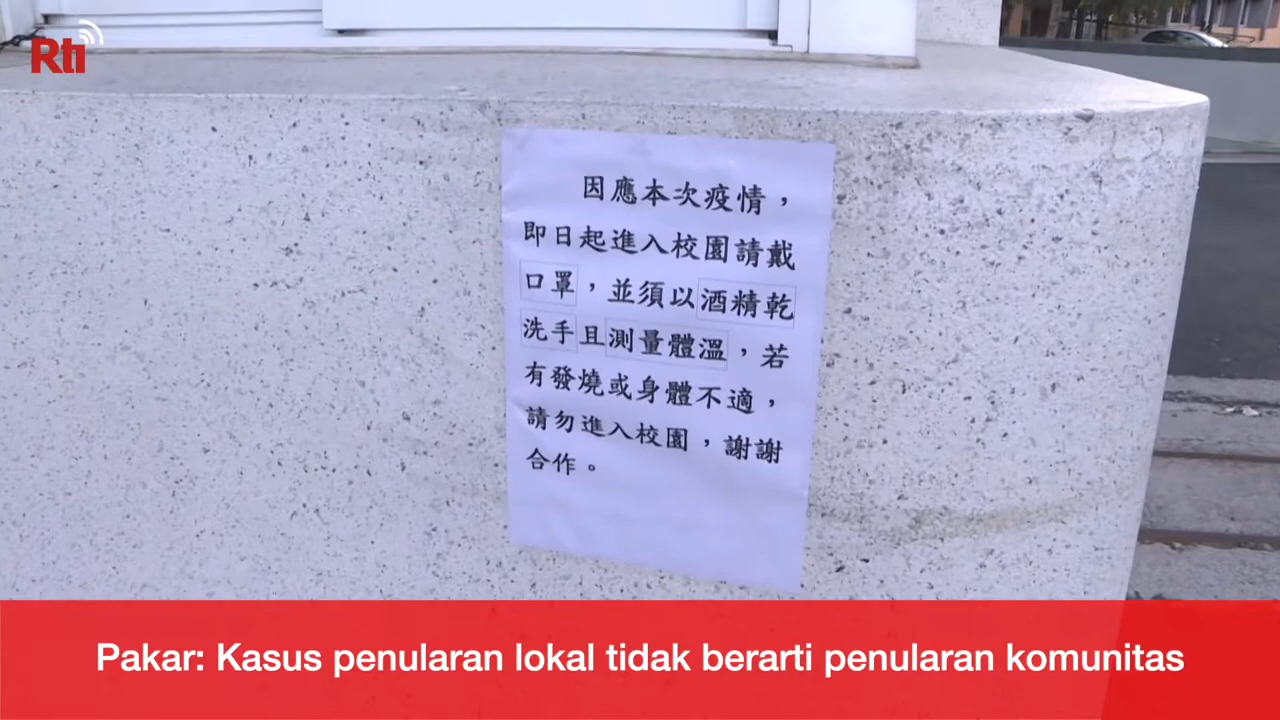 Rti
因應本次疫情，
即日起進入校園請戴
口罩，並須以酒精乾
洗手且測量體溫，若
有發燒或身體不適，
請勿進入校園，謝謝
合作。
Pakar: Kasus penularan lokal tidak berarti penularan komunitas